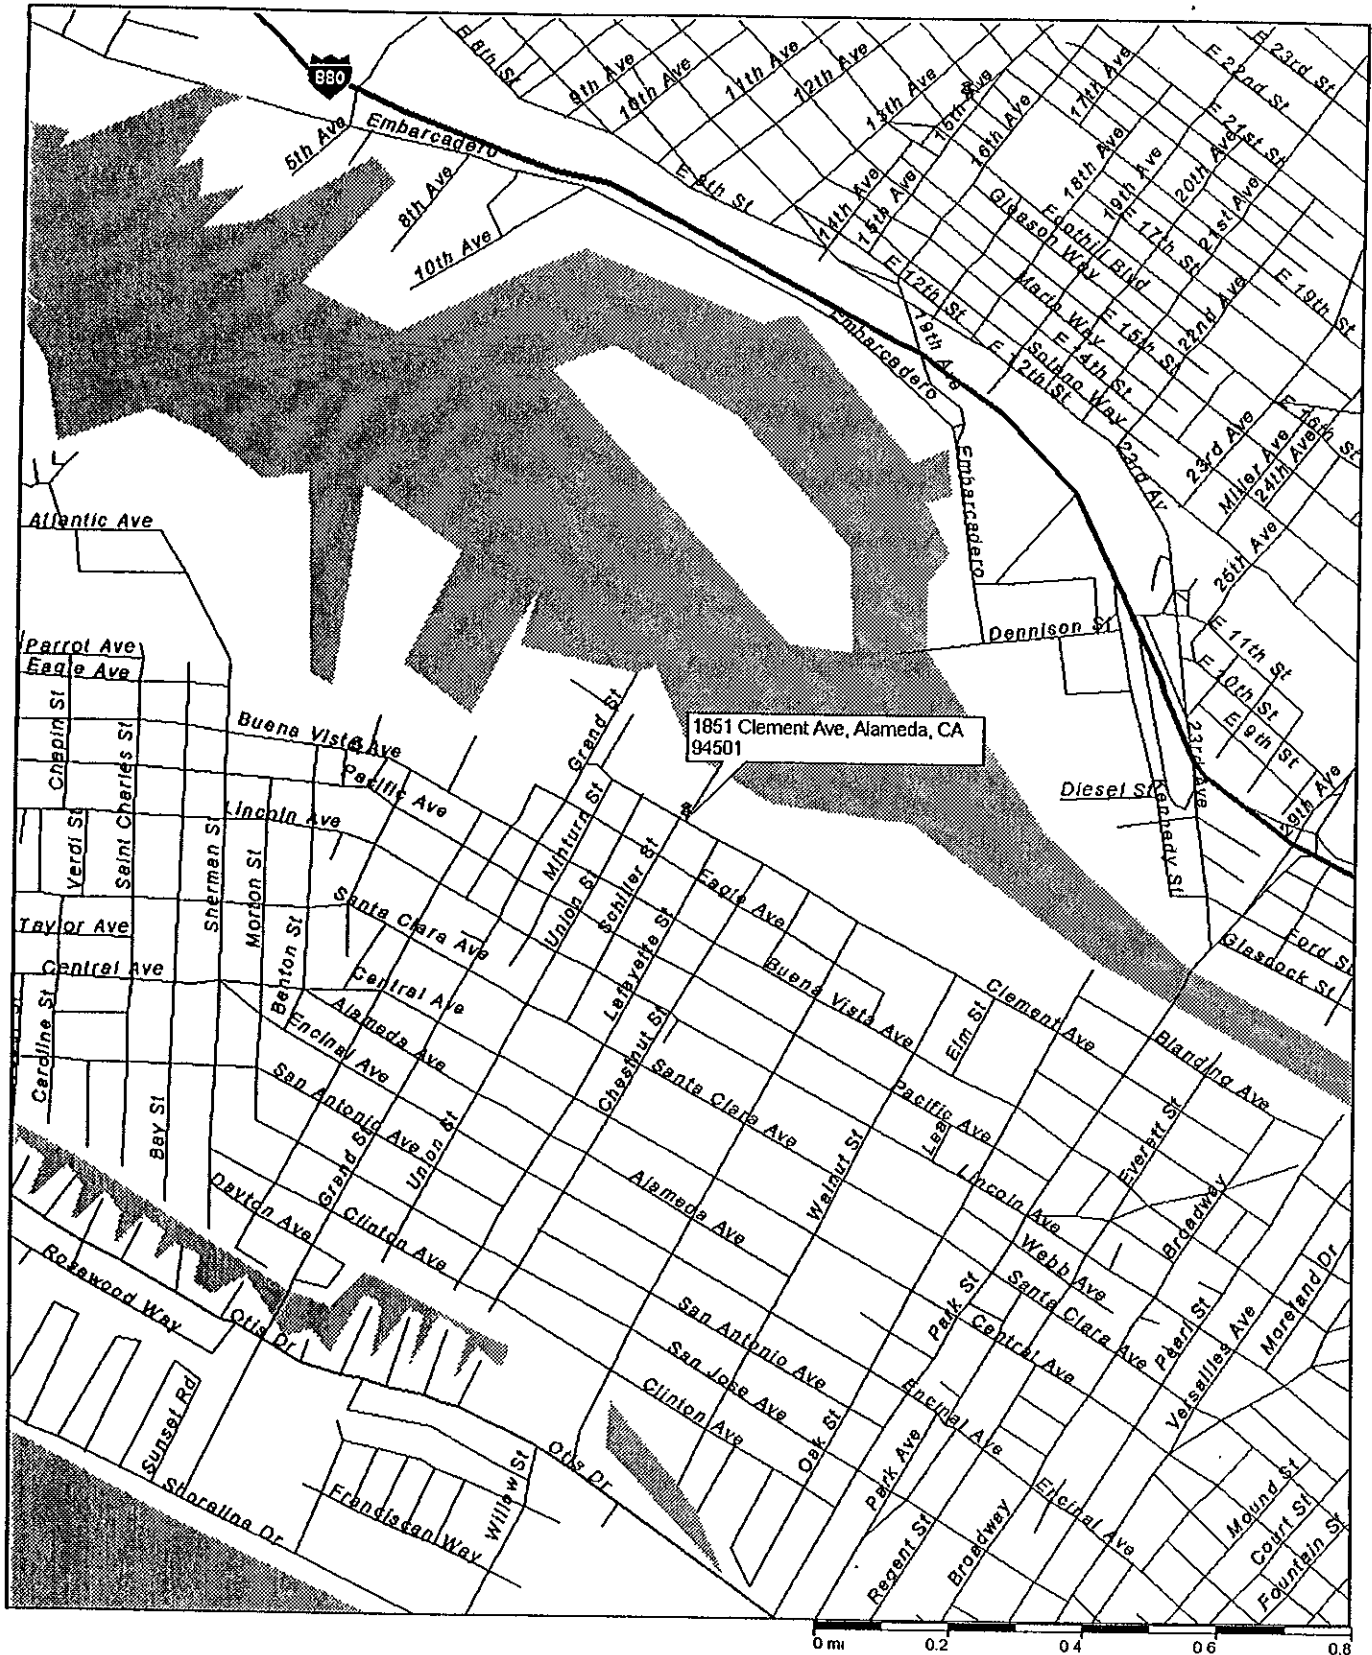 E 8th St
9th Ave
10th Ave
11th Ave
12th Ave
13th Ave
15th Ave
16th Ave
17th Ave
E 23rd St
E 22nd St
E 21st St
880
5th Ave
Embarcadero
8th Ave
10th Ave
E 8th St
14th Ave
15th Ave
18th Ave
19th Ave
20th Ave
21st Ave
Gleason Way
Foothill Blvd
E 17th St
E 19th St
E 12th St
Marin Way
E 15th St
22nd Ave
19th Ave
Embarcadero
E 12th St
Solano Way
E 14th St
23rd Av
23rd Ave
Miller Ave
24th Ave
E 16th St
25th Ave
Embarcadero
Atlantic Ave
Dennison St
E 11th St
E 10th St
E 9th St
Parrot Ave
Eagle Ave
Chapin St
Saint Charles St
Buena Vista Ave
Pacific Ave
Grand St
1851 Clement Ave, Alameda, CA
94501
23rd Ave
Diesel St
Kennedy St
29th Ave
Lincoln Ave
Verdi St
Sherman St
Morton St
Minturn St
Union St
Schiller St
Eagle Ave
Lafayette St
Taylor Ave
Santa Clara Ave
Ford St
Glascock St
Central Ave
Benton St
Central Ave
Buena Vista Ave
Clement Ave
Elm St
Blanding Ave
Caroline St
Alameda Ave
Encinal Ave
San Antonio Ave
Chestnut St
Santa Clara Ave
Pacific Ave
Lee
Bay St
Grand St
Union St
Walnut St
Everett St
Lincoln Ave
Broadway
Dayton Ave
Clinton Ave
Alameda Ave
Webb Ave
Santa Clara Ave
Park St
Central Ave
Pearl St
Versailles Ave
Moreland Dr
Rosewood Way
Otis Dr
San Antonio Ave
San Jose Ave
Clinton Ave
Encinal Ave
Sunset Rd
Shoreline Dr
Franciscan Way
Willow St
Otis Dr
Oak St
Park Ave
Encinal Ave
Regent St
Broadway
Mound St
Court St
Fountain St
0 mi 0.2 0 4 0 6 0.8